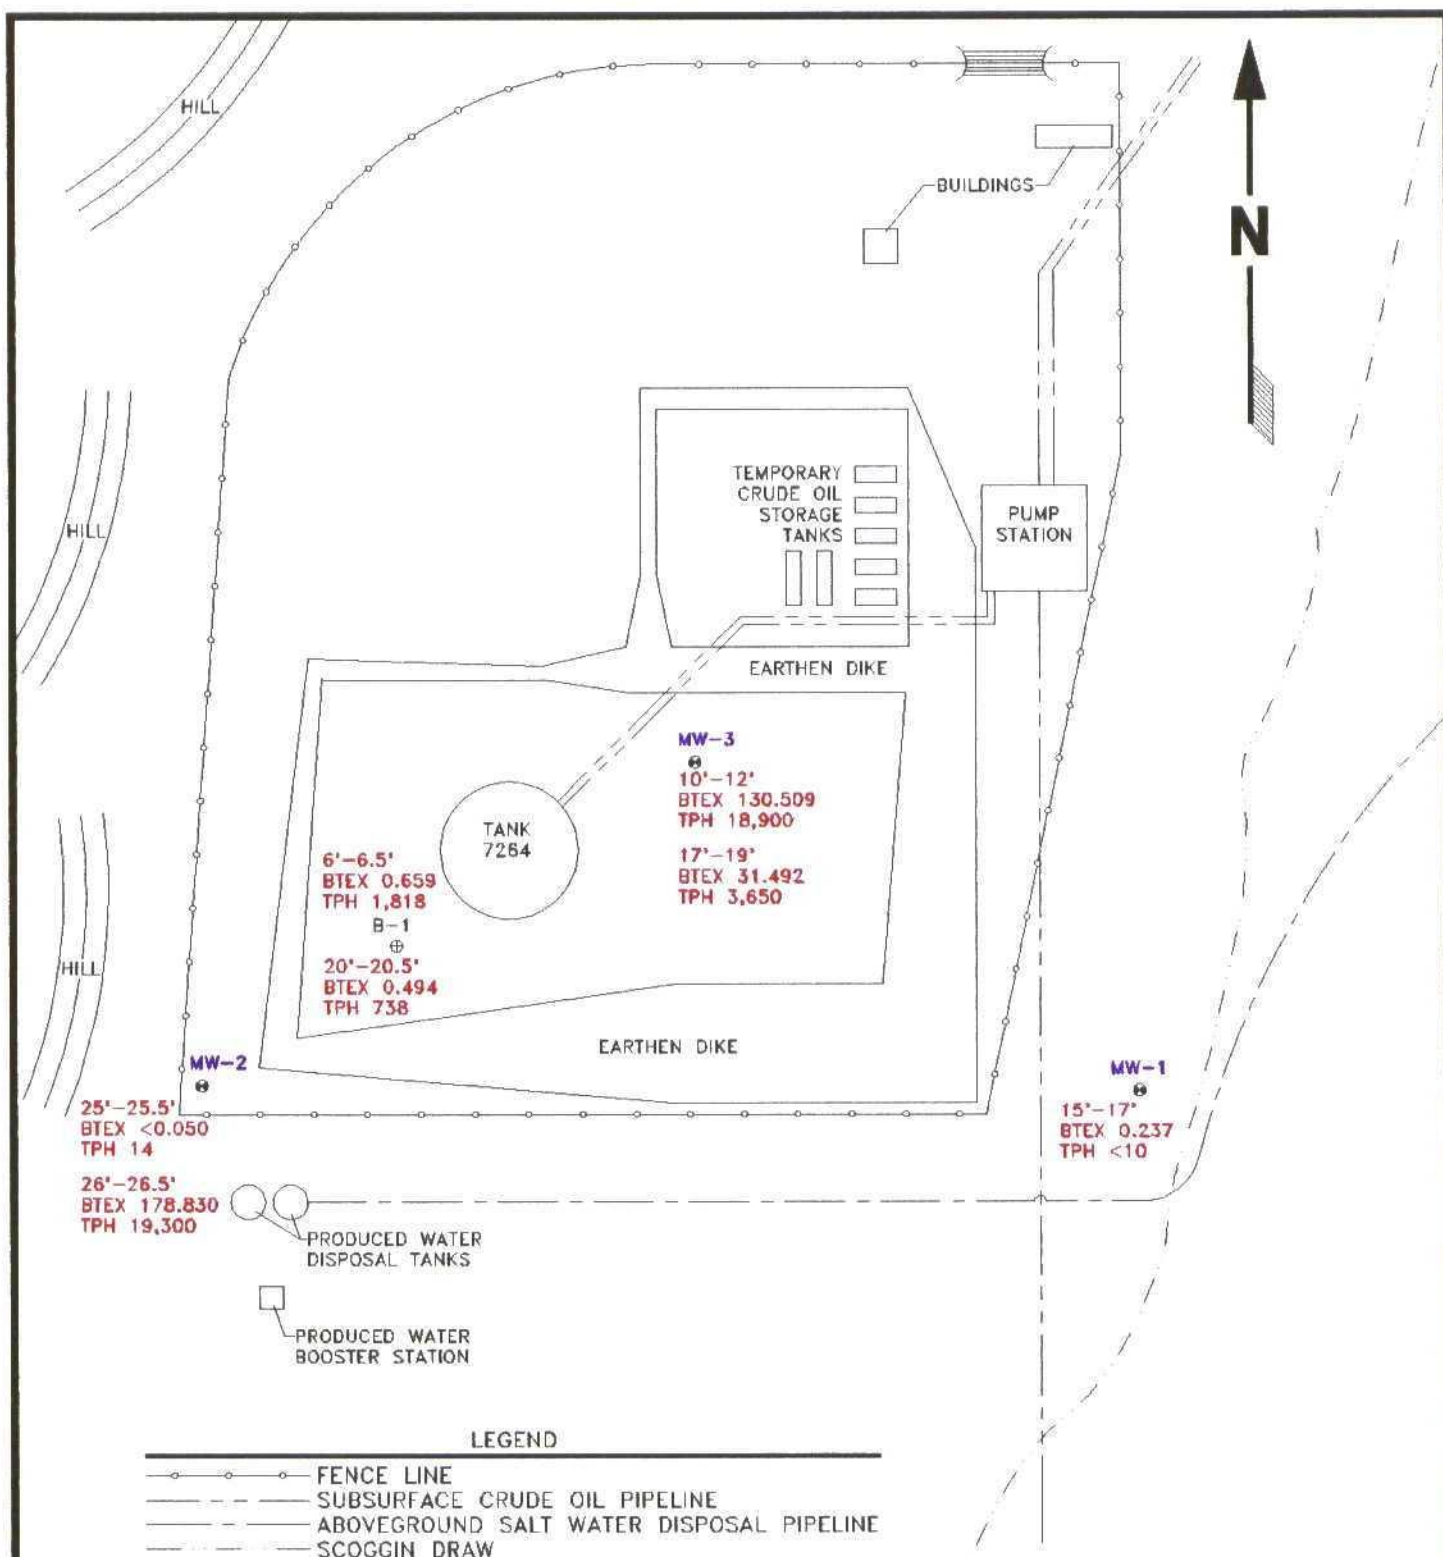 HILL
BUILDINGS
N
TEMPORARY
CRUDE OIL
STORAGE
TANKS
PUMP
STATION
HILL
EARTHEN DIKE
MW-3
10'-12'
BTEX 130.509
TPH 18,900
17'-19'
BTEX 31.492
TPH 3,650
TANK
7264
6'-6.5'
BTEX 0.659
TPH 1,818
B-1
20'-20.5'
BTEX 0.494
TPH 738
HILL
EARTHEN DIKE
MW-2
25'-25.5'
BTEX <0.050
TPH 14
26'-26.5'
BTEX 178.830
TPH 19,300
MW-1
15'-17'
BTEX 0.237
TPH <10
PRODUCED WATER
DISPOSAL TANKS
PRODUCED WATER
BOOSTER STATION
LEGEND
FENCE LINE
SUBSURFACE CRUDE OIL PIPELINE
ABOVEGROUND SALT WATER DISPOSAL PIPELINE
SCOGGIN DRAW